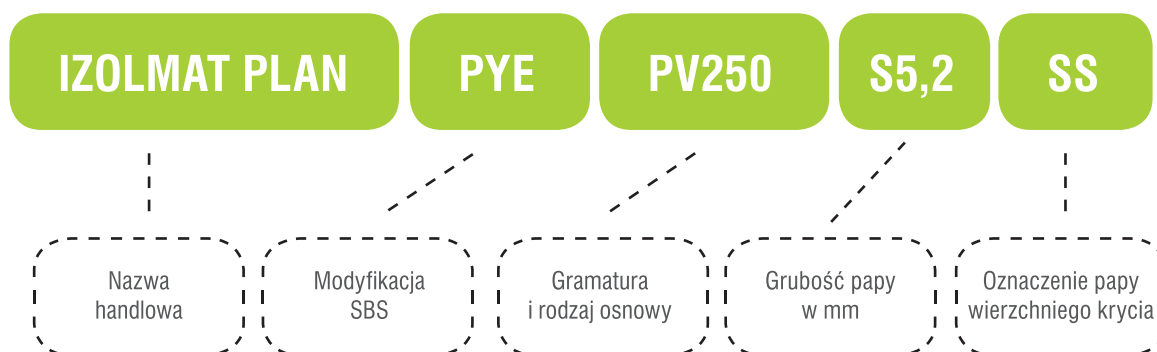 IZOLMAT PLAN PYE PV250 S5,2 SS
Nazwa
handlowa
Modyfikacja
SBS
Gramatura
i rodzaj osnowy
Grubość papy
w mm
Oznaczenie papy
wierzchniego krycia